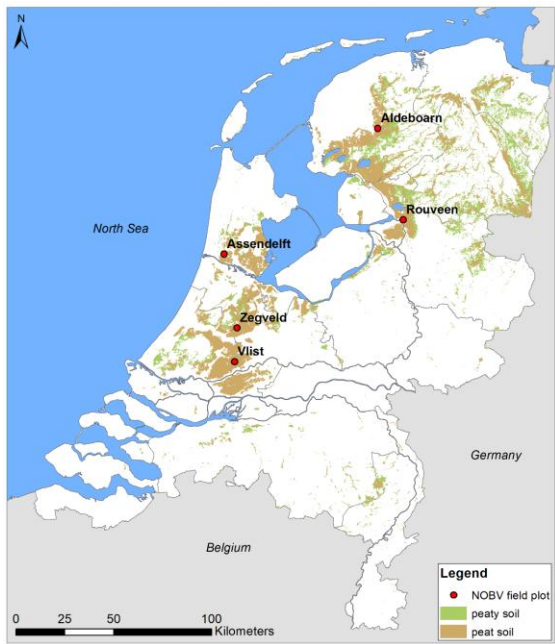 N
Aldeboarn
Rouveen
North Sea
Assendelft
Zegveld
Vlist
Germany
Belgium
Legend
NOBV field plot
peaty soil
peat soil
0 25 50 100
Kilometers